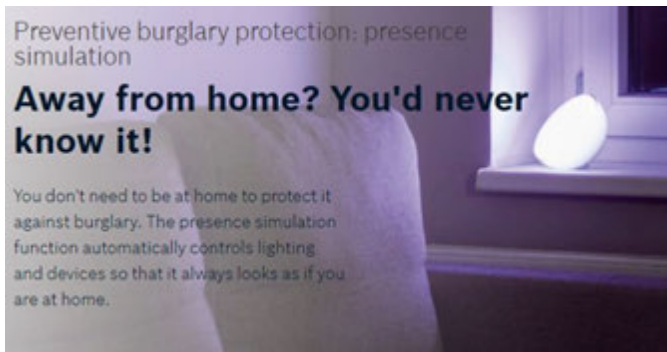 Preventive burglary protection: presence
simulation
Away from home? You'd never
know it!
You don't need to be at home to protect it
against burglary. The presence simulation
function automatically controls lighting
and devices so that it always looks as if you
are at home.